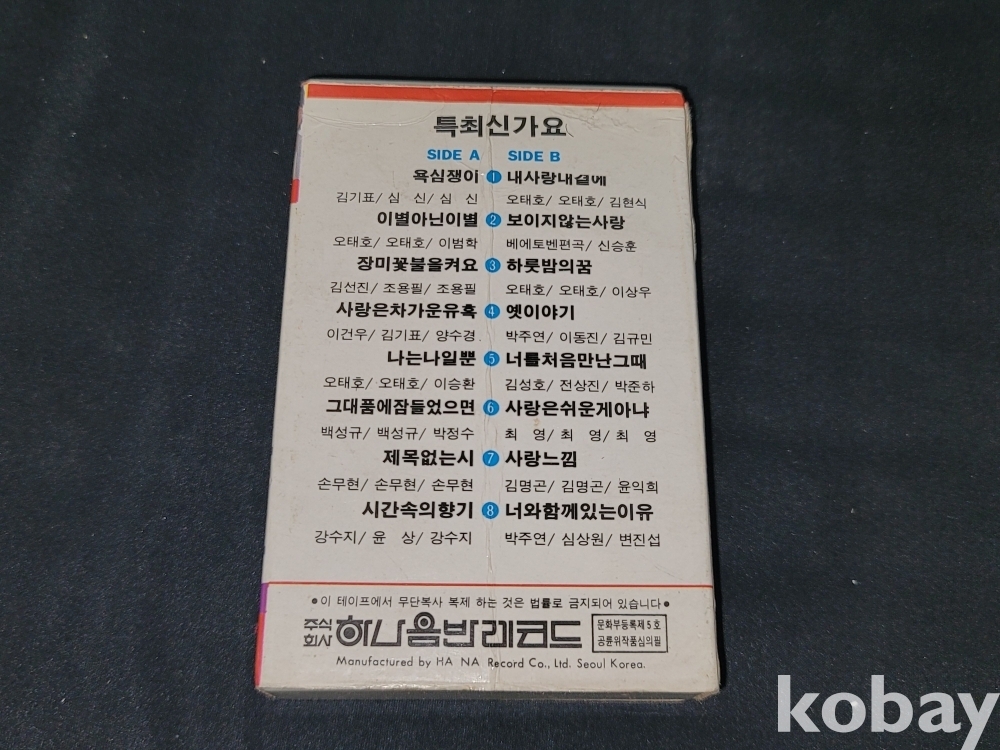 특최신가요
SIDE A SIDE B
욕심쟁이 1 내사랑내곁에
김기표/ 심 신/ 심 신 오태호/ 오태호/ 김현식
이별아닌이별 2 보이지않는사랑
오태호/ 오태호/ 이범학 베에토벤편곡/ 신승훈
장미꽃불을켜요 3 하룻밤의꿈
김선진/ 조용필/ 조용필 오태호/ 오태호/ 이상우
사랑은차가운유혹 4 옛이야기
이건우/ 김기표/ 양수경. 박주연/ 이동진/ 김규민
나는나일뿐 5 너를처음만난그때
오태호/ 오태호/ 이승환 김성호/ 전상진/ 박준하
그대품에잠들었으면 6 사랑은쉬운게아냐
백성규/ 백성규/ 박정수 최 영/ 최 영/ 최 영
제목없는시 7 사랑느낌
손무현/ 손무현/ 손무현 김명곤/ 김명곤/ 윤익희
시간속의향기 8 너와함께있는이유
강수지/ 윤 상/ 강수지 박주연/ 심상원/ 변진섭
●이 테이프에서 무단복사 복제 하는 것은 법률로 금지되어 있습니다●
주식회사 하나음반레코드
문화부등록제5호
공륜위작품심의필
Manufactured by HA NA Record Co., Ltd. Seoul Korea.
kobay